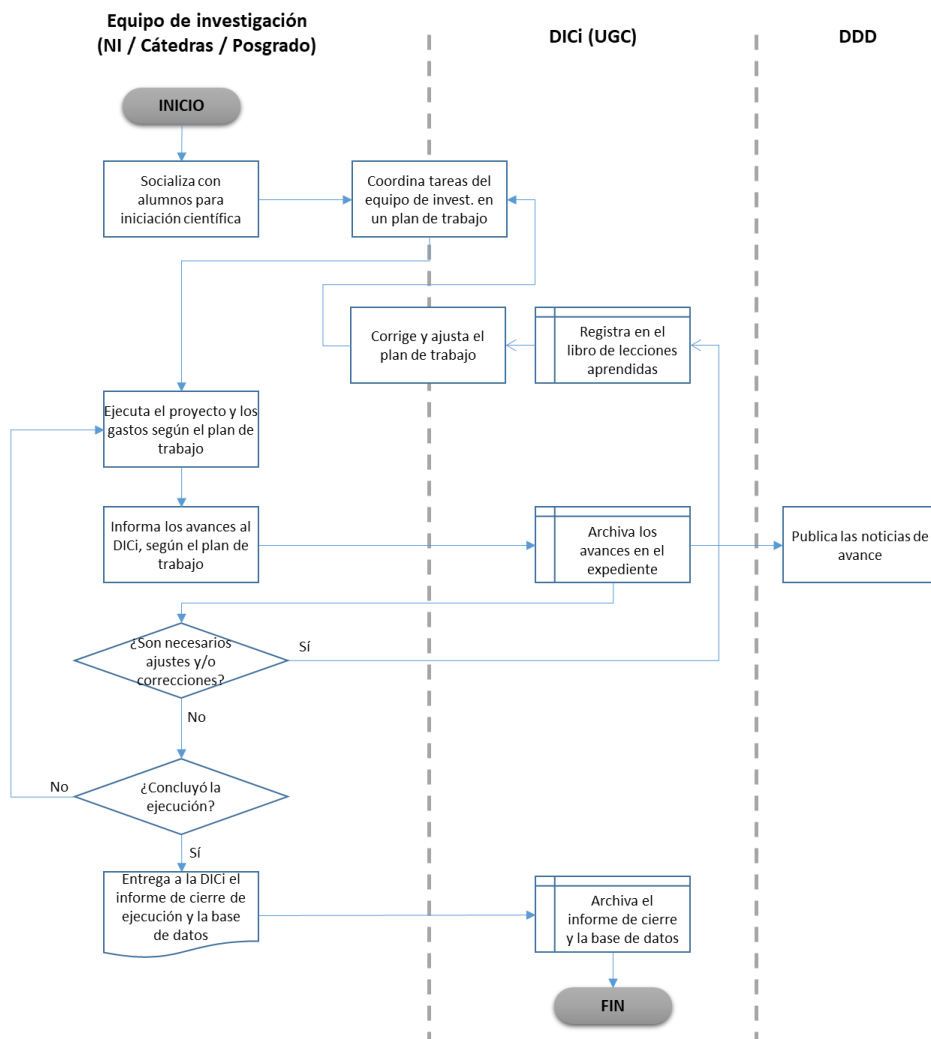 Equipo de investigación
(NI / Cátedras / Posgrado)
DICi (UGC)
DDD
INICIO
Socializa con
alumnos para
iniciación científica
Coordina tareas del
equipo de invest. en
un plan de trabajo
Corrige y ajusta el
plan de trabajo
Registra en el
libro de lecciones
aprendidas
Ejecuta el proyecto y los
gastos según el plan de
trabajo
Informa los avances al
DICi, según el plan de
trabajo
Archiva los
avances en el
expediente
Publica las noticias de
avance
¿Son necesarios
ajustes y/o
correcciones?
Sí
No
¿Concluyó la
ejecución?
No
Sí
Entrega a la DICi el
informe de cierre de
ejecución y la base
de datos
Archiva el
informe de cierre
y la base de datos
FIN